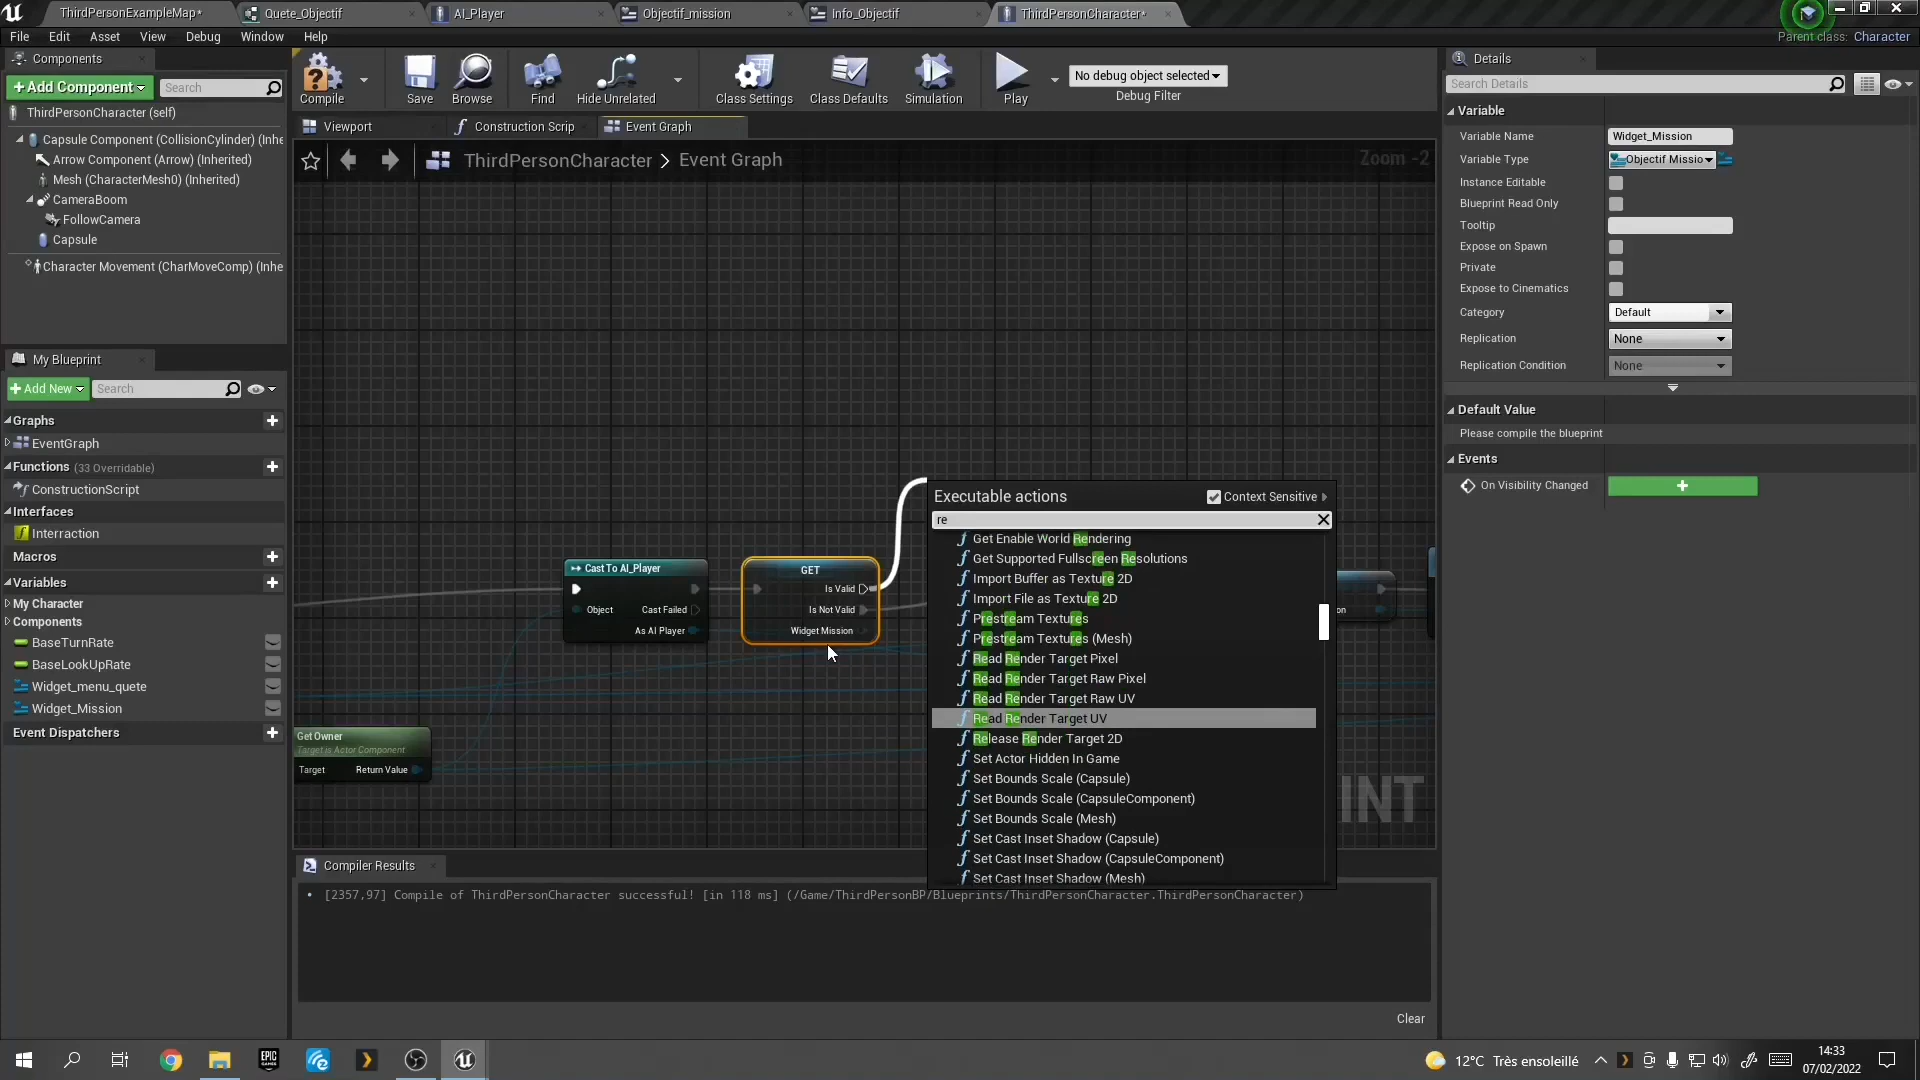 ThirdPersonExampleMap*
Quete_Objectif
AI_Player
Objectif_mission
Info_Objectif
ThirdPersonCharacter*
File Edit Asset View Debug Window Help
Parent class: Character
Components
+Add Component
Search
ThirdPersonCharacter (self)
Capsule Component (CollisionCylinder) (Inhe
Arrow Component (Arrow) (Inherited)
Mesh (CharacterMesh0) (Inherited)
CameraBoom
FollowCamera
Capsule
Character Movement (CharMoveComp) (Inhe
Compile
Save
Browse
Find
Hide Unrelated
Class Settings
Class Defaults
Simulation
Play
No debug object selected
Debug Filter
Viewport
Construction Scrip
Event Graph
ThirdPersonCharacter > Event Graph
Zoom -2
My Blueprint
+Add New
Search
Graphs
EventGraph
Functions (33 Overridable)
ConstructionScript
Interfaces
Interraction
Macros
Variables
My Character
Components
BaseTurnRate
BaseLookUpRate
Widget_menu_quete
Widget_Mission
Event Dispatchers
Cast To AI_Player
Object
Cast Failed
As AI Player
GET
Is Valid
Is Not Valid
Widget Mission
Get Owner
Target is Actor Component
Target
Return Value
on
INT
Executable actions
Context Sensitive
re
Get Enable World Rendering
Get Supported Fullscreen Resolutions
Import Buffer as Texture 2D
Import File as Texture 2D
Prestream Textures
Prestream Textures (Mesh)
Read Render Target Pixel
Read Render Target Raw Pixel
Read Render Target Raw UV
Read Render Target UV
Release Render Target 2D
Set Actor Hidden In Game
Set Bounds Scale (Capsule)
Set Bounds Scale (CapsuleComponent)
Set Bounds Scale (Mesh)
Set Cast Inset Shadow (Capsule)
Set Cast Inset Shadow (CapsuleComponent)
Set Cast Inset Shadow (Mesh)
Compiler Results
[2357,97] Compile of ThirdPersonCharacter successful! [in 118 ms] (/Game/ThirdPersonBP/Blueprints/ThirdPersonCharacter.ThirdPersonCharacter)
Clear
Details
Search Details
Variable
Variable Name Widget_Mission
Variable Type Objectif Missio
Instance Editable
Blueprint Read Only
Tooltip
Expose on Spawn
Private
Expose to Cinematics
Category Default
Replication None
Replication Condition None
Default Value
Please compile the blueprint
Events
On Visibility Changed
EPIC GAMES
12°C Très ensoleillé
14:33
07/02/2022